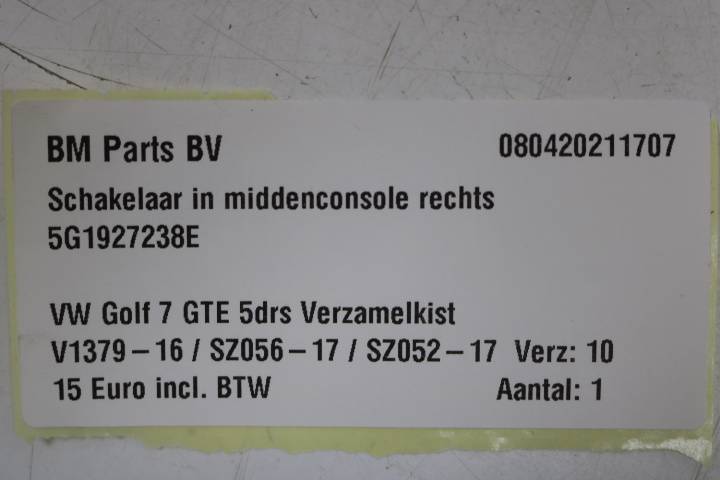 BM Parts BV 080420211707
Schakelaar in middenconsole rechts
5G1927238E
VW Golf 7 GTE 5drs Verzamelkist
V1379-16 / SZ056-17 / SZ052-17 Verz: 10
15 Euro incl. BTW Aantal: 1